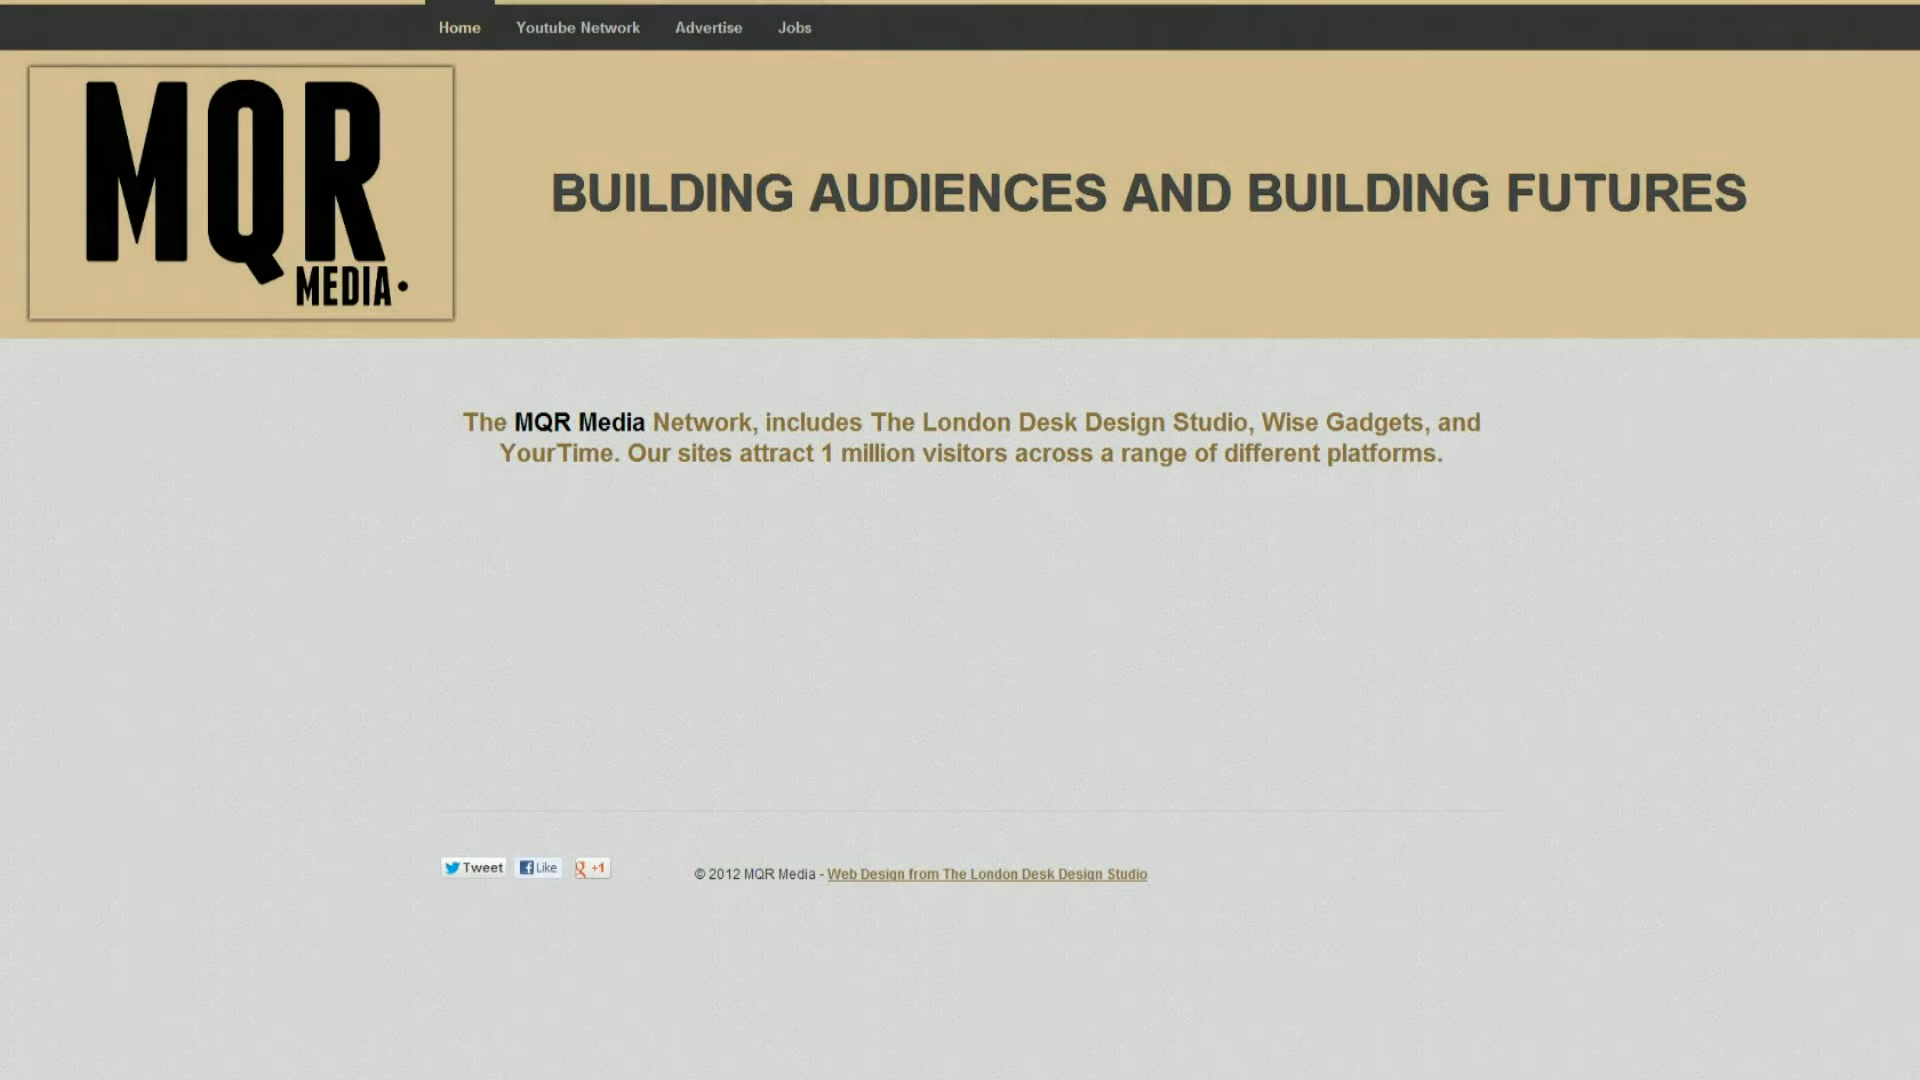 Home Youtube Network Advertise Jobs
MQR
MEDIA
BUILDING AUDIENCES AND BUILDING FUTURES
The MQR Media Network, includes The London Desk Design Studio, Wise Gadgets, and
YourTime. Our sites attract 1 million visitors across a range of different platforms.
Tweet Like g +1
© 2012 MQR Media - Web Design from The London Desk Design Studio